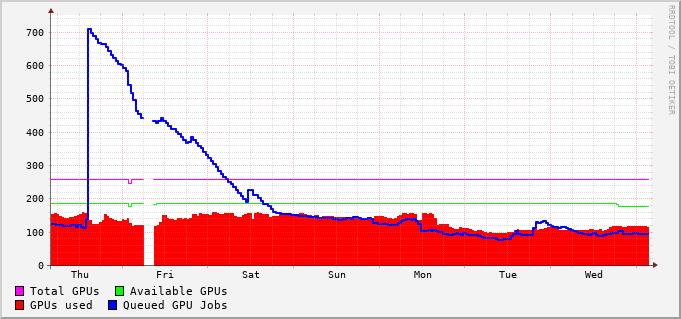 700
600
500
400
300
200
100
0
Thu Fri Sat Sun Mon Tue Wed
Total GPUs Available GPUs
GPUs used Queued GPU Jobs
RRDTOOL / TOBI OETIKER